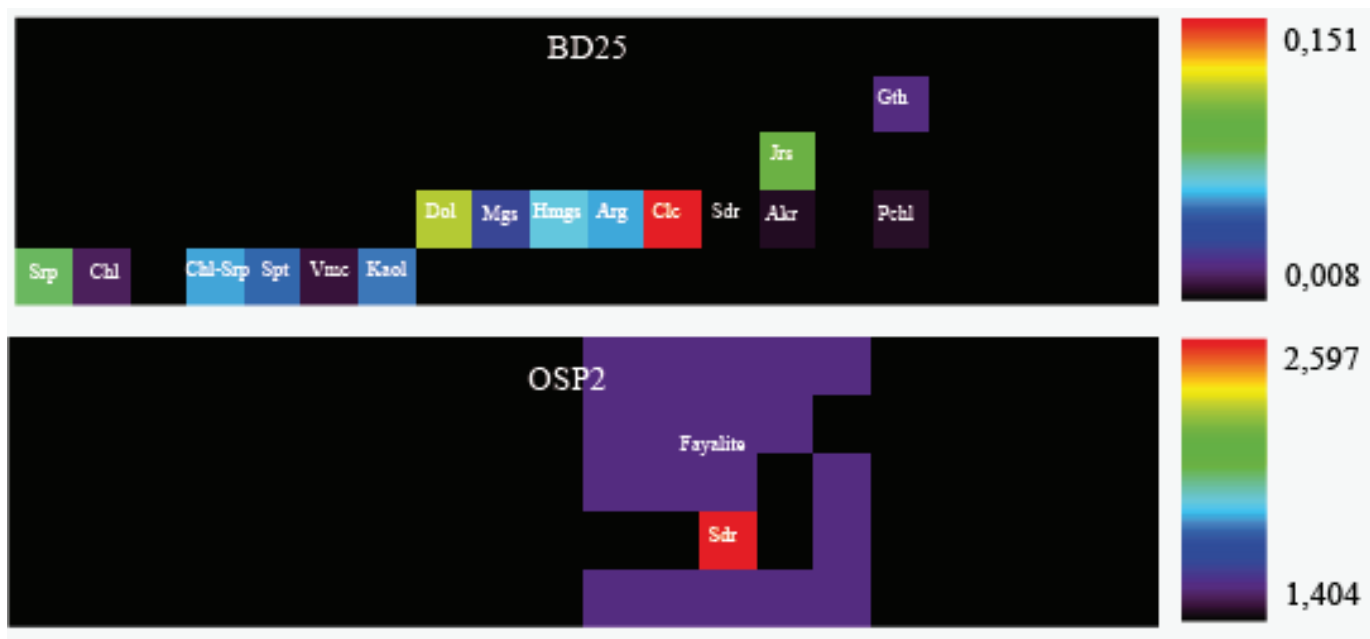 BD25
0,151
Gth
Jrs
Dol Mgs Hmgs Arg Clc Sdr Akr Pchl
Srp Chl Chl-Srp Spt Vmc Kaol
0,008
OSP2
2,597
Fayalite
Sdr
1,404